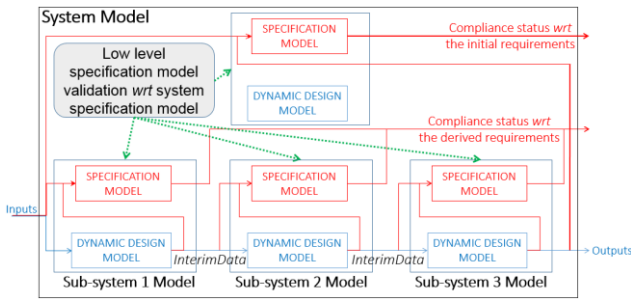 System Model
SPECIFICATION
MODEL
Compliance status wrt
the initial requirements
Low level
specification model
validation wrt system
specification model
DYNAMIC DESIGN
MODEL
Compliance status wrt
the derived requirements
SPECIFICATION
MODEL
SPECIFICATION
MODEL
SPECIFICATION
MODEL
Inputs
DYNAMIC DESIGN
MODEL
InterimData
DYNAMIC DESIGN
MODEL
InterimData
DYNAMIC DESIGN
MODEL
Outputs
Sub-system 1 Model
Sub-system 2 Model
Sub-system 3 Model